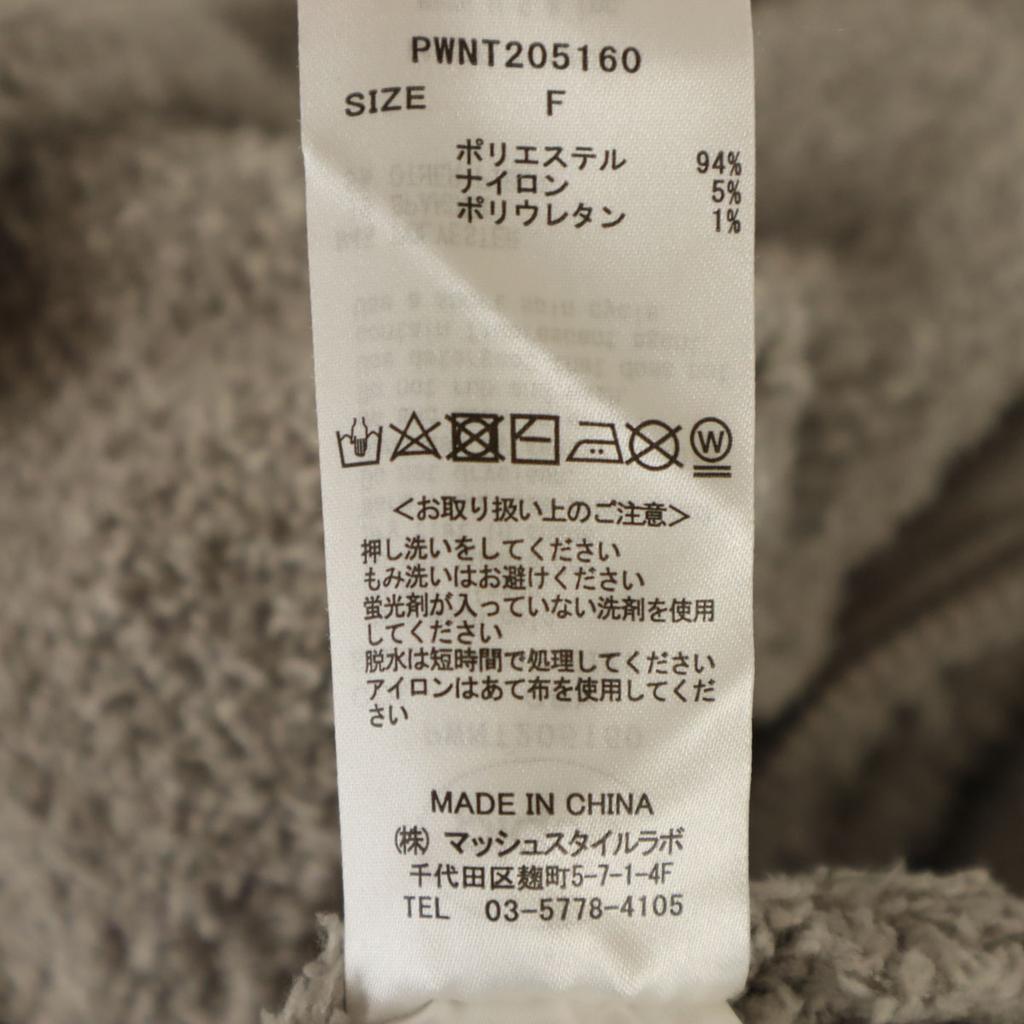 PWNT205160
SIZE F
ポリエステル 94%
ナイロン 5%
ポリウレタン 1%
W
<お取り扱い上のご注意>
押し洗いをしてください
もみ洗いはお避けください
蛍光剤が入っていない洗剤を使用
してください
脱水は短時間で処理してください
アイロンはあて布を使用してくだ
さい
MADE IN CHINA
(株) マッシュスタイルラボ
千代田区麹町5-7-1-4F
TEL 03-5778-4105